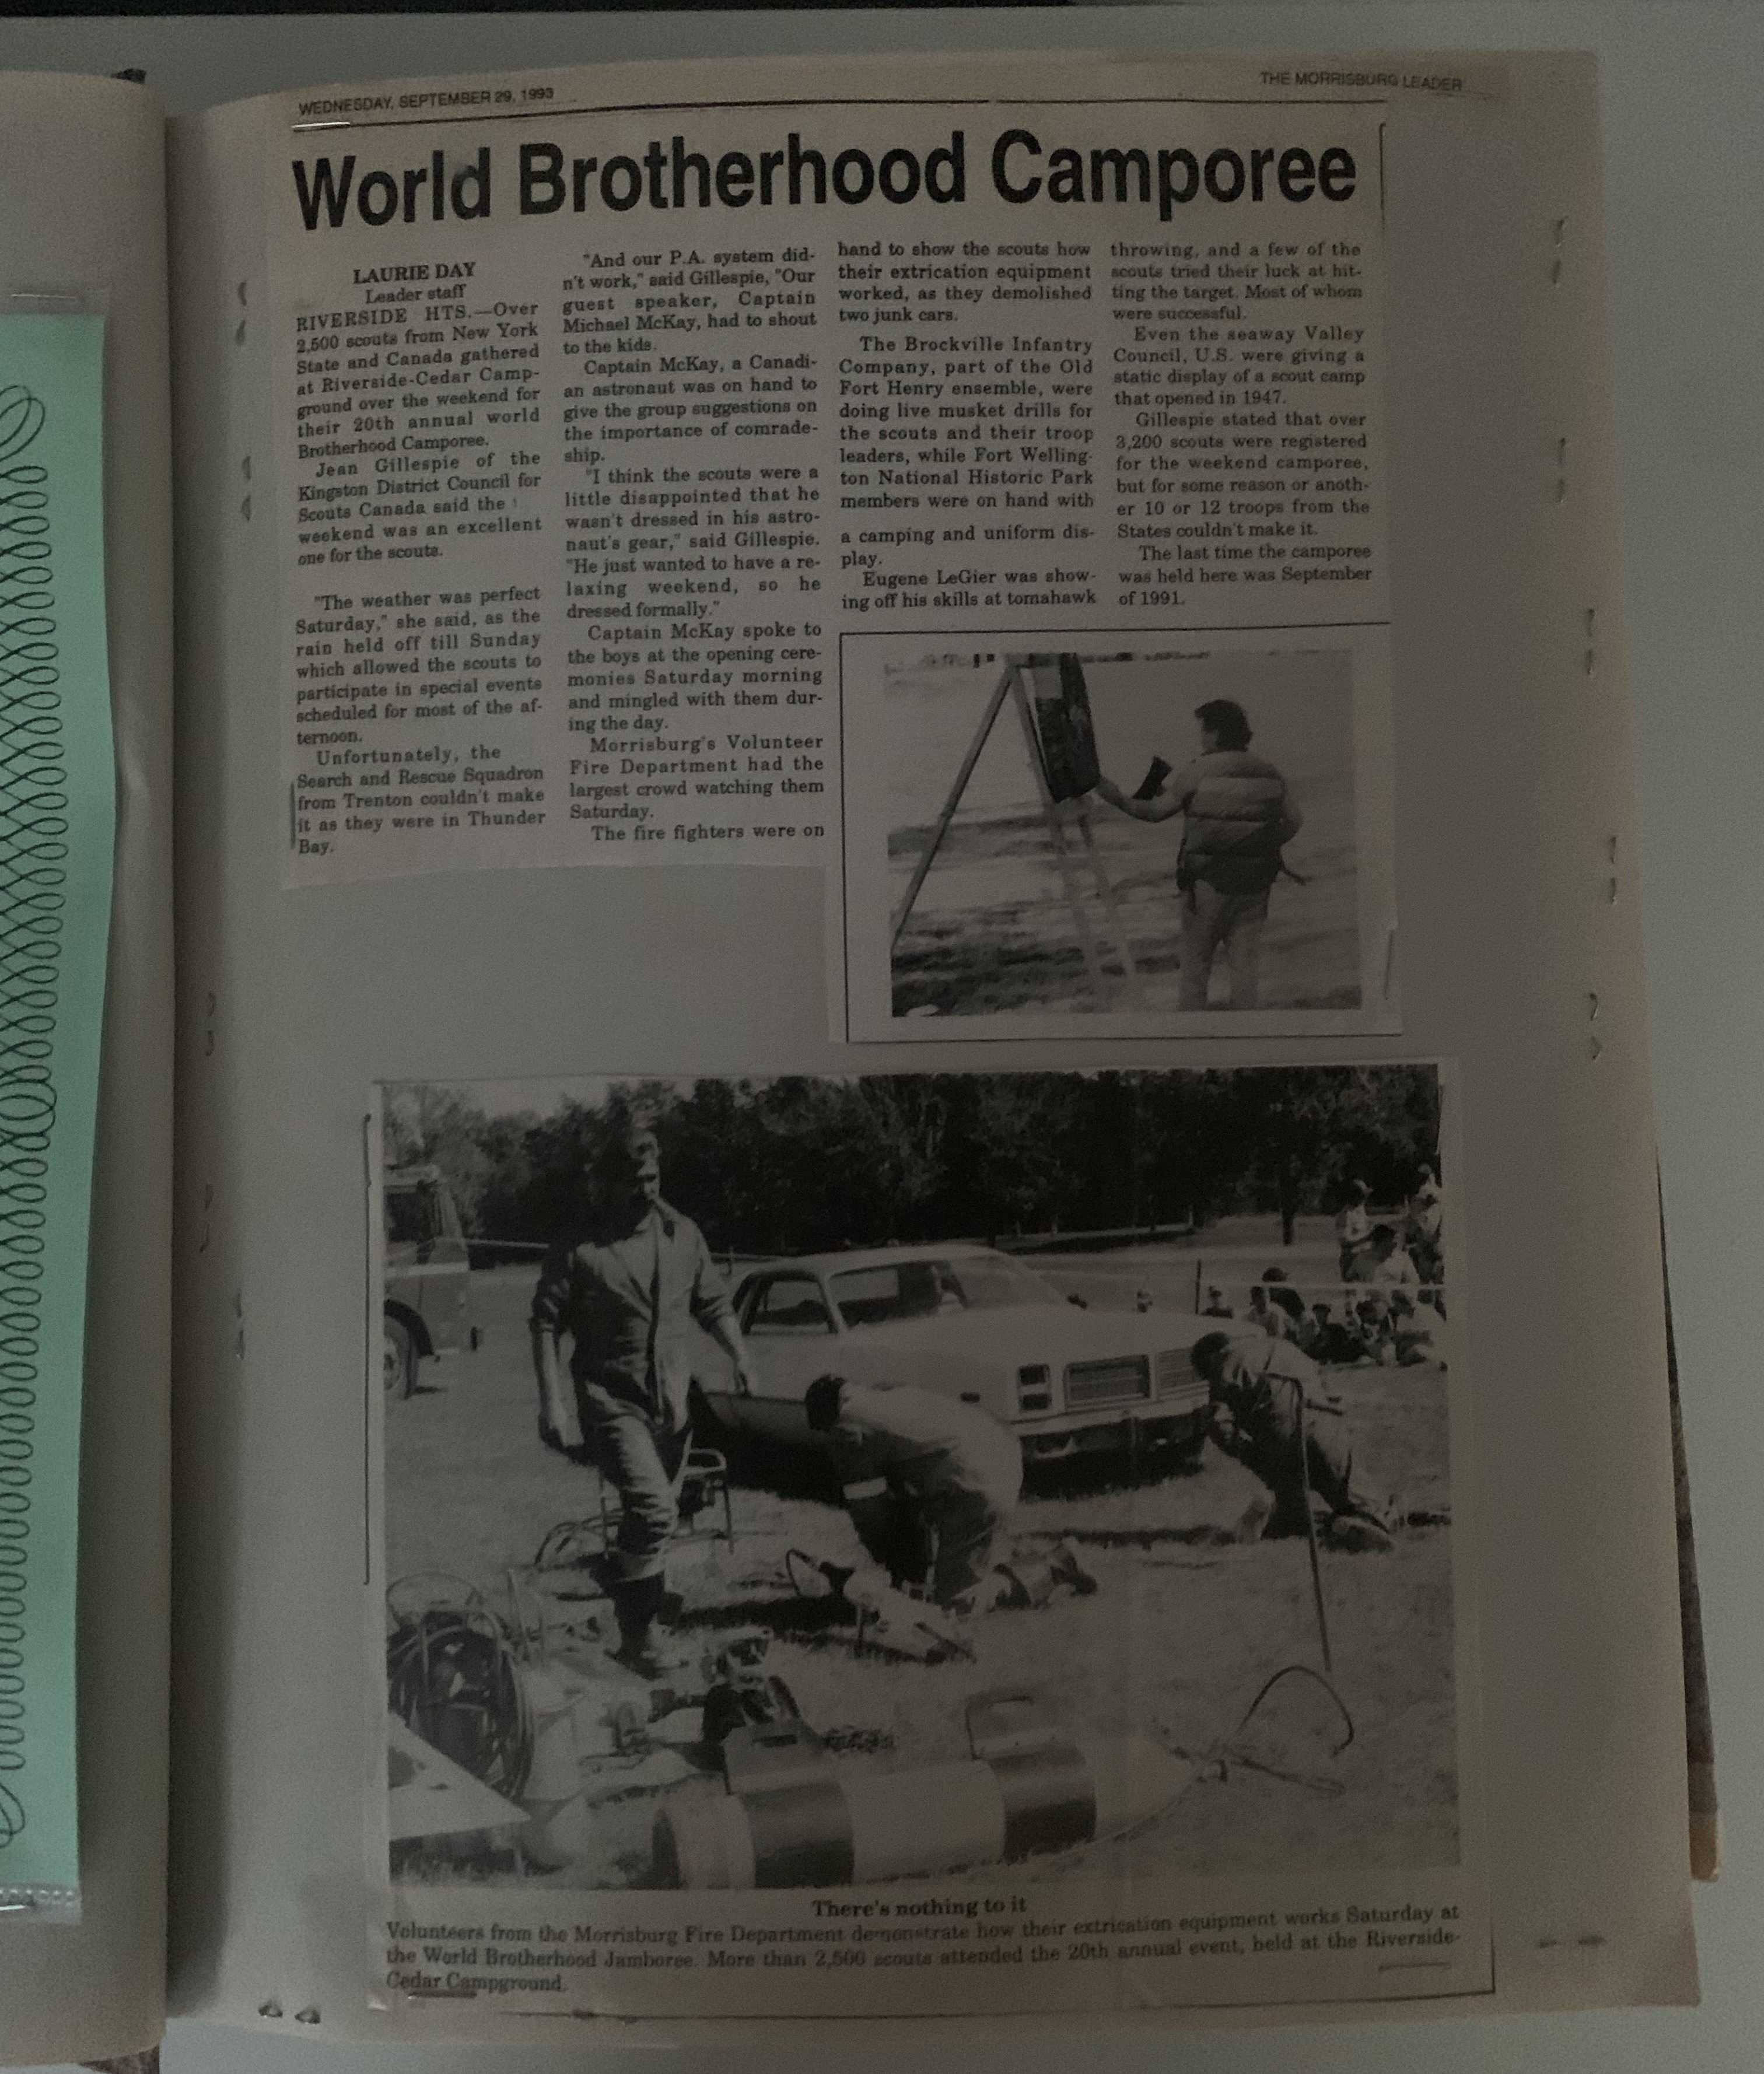 WEDNESDAY, SEPTEMBER 29, 1993
THE MORRISBURG LEADER
World Brotherhood Camporee
LAURIE DAY
Leader staff
RIVERSIDE HTS.—Over
2,500 scouts from New York
State and Canada gathered
at Riverside-Cedar Camp-
ground over the weekend for
their 20th annual world
Brotherhood Camporee.
Jean Gillespie of the
Kingston District Council for
Scouts Canada said the
weekend was an excellent
one for the scouts.
"The weather was perfect
Saturday," she said, as the
rain held off till Sunday
which allowed the scouts to
participate in special events
scheduled for most of the af-
ternoon.
Unfortunately, the
Search and Rescue Squadron
from Trenton couldn't make
it as they were in Thunder
Bay.
"And our P.A. system did-
n't work," said Gillespie, "Our
guest speaker, Captain
Michael McKay, had to shout
to the kids.
Captain McKay, a Canadi-
an astronaut was on hand to
give the group suggestions on
the importance of comrade-
ship.
"I think the scouts were a
little disappointed that he
wasn't dressed in his astro-
naut's gear," said Gillespie.
"He just wanted to have a re-
laxing weekend, so he
dressed formally."
Captain McKay spoke to
the boys at the opening cere-
monies Saturday morning
and mingled with them dur-
ing the day.
Morrisburg's Volunteer
Fire Department had the
largest crowd watching them
Saturday.
The fire fighters were on
hand to show the scouts how
their extrication equipment
worked, as they demolished
two junk cars.
The Brockville Infantry
Company, part of the Old
Fort Henry ensemble, were
doing live musket drills for
the scouts and their troop
leaders, while Fort Welling-
ton National Historic Park
members were on hand with
a camping and uniform dis-
play.
Eugene LeGier was show-
ing off his skills at tomahawk
throwing, and a few of the
scouts tried their luck at hit-
ting the target. Most of whom
were successful.
Even the seaway Valley
Council, U.S. were giving a
static display of a scout camp
that opened in 1947.
Gillespie stated that over
3,200 scouts were registered
for the weekend camporee,
but for some reason or anoth-
er 10 or 12 troops from the
States couldn't make it.
The last time the camporee
was held here was September
of 1991.
There's nothing to it
Volunteers from the Morrisburg Fire Department demonstrate how their extrication equipment works Saturday at
the World Brotherhood Jamboree. More than 2,500 scouts attended the 20th annual event, held at the Riverside-
Cedar Campground.